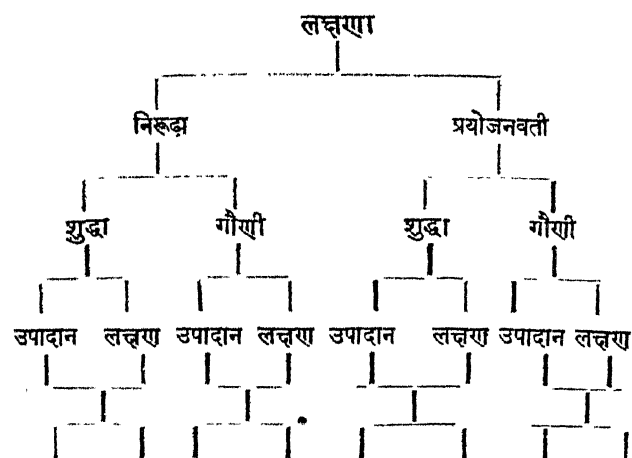 लक्षणा
निरूढा प्रयोजनवती
शुद्धा गौणी शुद्धा गौणी
उपादान लक्षण उपादान लक्षण उपादान लक्षण उपादान लक्षण